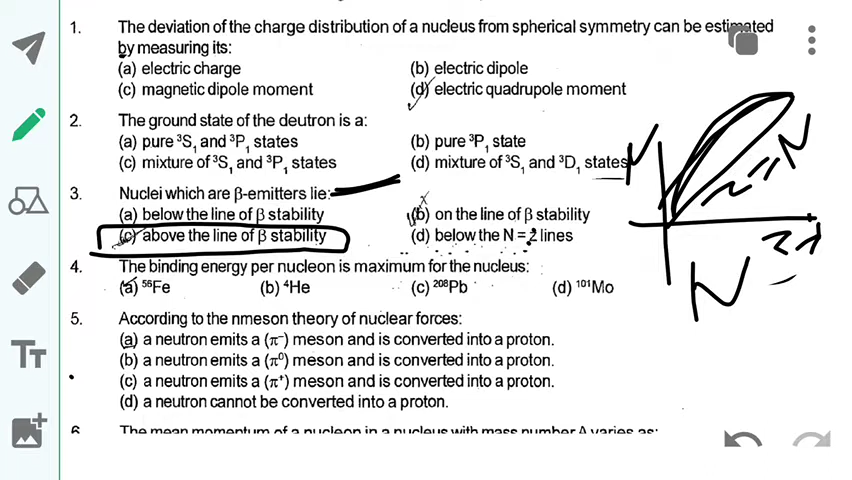 1. The deviation of the charge distribution of a nucleus from spherical symmetry can be estimated
by measuring its:
(a) electric charge (b) electric dipole
(c) magnetic dipole moment (d) electric quadrupole moment
2. The ground state of the deutron is a:
(a) pure ³S₁ and ³P₁ states (b) pure ³P₁ state
(c) mixture of ³S₁ and ³P₁ states (d) mixture of ³S₁ and ³D₁ states
3. Nuclei which are β-emitters lie:
(a) below the line of β stability (b) on the line of β stability
(c) above the line of β stability (d) below the N = lines
4. The binding energy per nucleon is maximum for the nucleus:
(a) ⁵⁶Fe (b) ⁴He (c) ²⁰⁸Pb (d) ¹⁰¹Mo
5. According to the nmeson theory of nuclear forces:
(a) a neutron emits a (π⁻) meson and is converted into a proton.
(b) a neutron emits a (π⁰) meson and is converted into a proton.
(c) a neutron emits a (π⁺) meson and is converted into a proton.
(d) a neutron cannot be converted into a proton.
6 The mean momentum of a nucleon in a nucleus with mass number A varies as:
N
N
N
TT